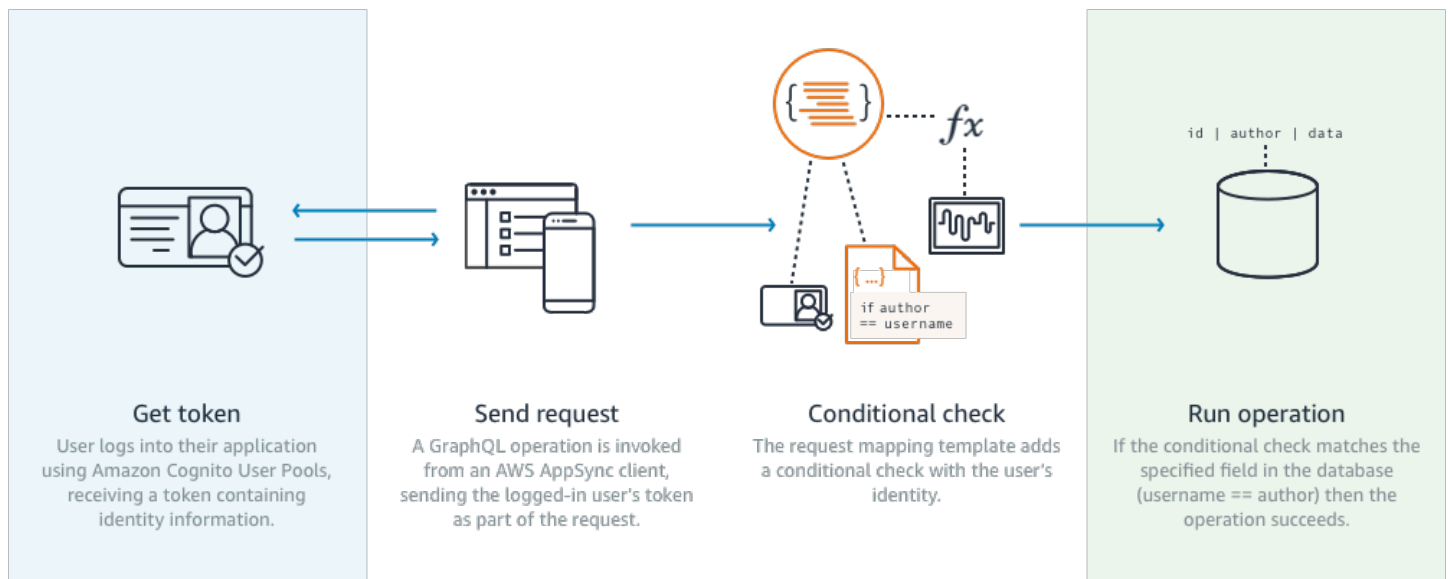 id | author | data
fx
{ }
{...}
if author
== username
Get token
User logs into their application
using Amazon Cognito User Pools,
receiving a token containing
identity information.
Send request
A GraphQL operation is invoked
from an AWS AppSync client,
sending the logged-in user's token
as part of the request.
Conditional check
The request mapping template adds
a conditional check with the user's
identity.
Run operation
If the conditional check matches the
specified field in the database
(username == author) then the
operation succeeds.